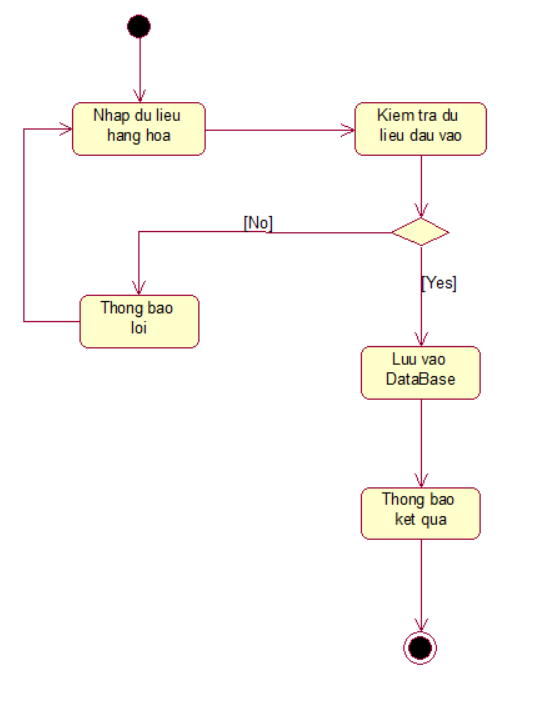 Nhap du lieu
hang hoa
Kiem tra du
lieu dau vao
[No]
[Yes]
Thong bao
loi
Luu vao
DataBase
Thong bao
ket qua